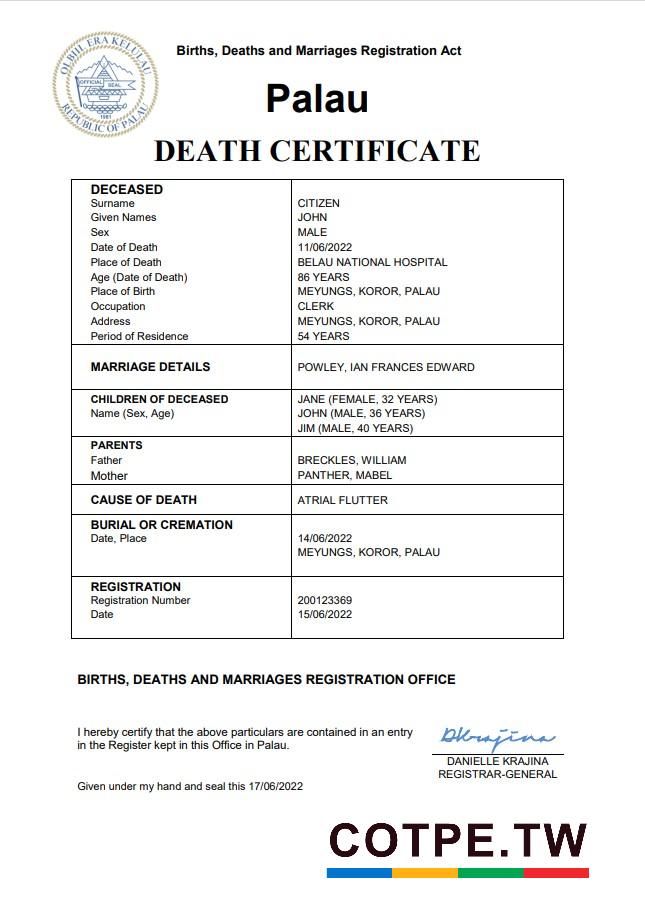 Births, Deaths and Marriages Registration Act
OLBIIL ERA KELULAU
OFFICIAL SEAL
1981
REPUBLIC OF PALAU
Palau
DEATH CERTIFICATE
DECEASED
Surname CITIZEN
Given Names JOHN
Sex MALE
Date of Death 11/06/2022
Place of Death BELAU NATIONAL HOSPITAL
Age (Date of Death) 86 YEARS
Place of Birth MEYUNGS, KOROR, PALAU
Occupation CLERK
Address MEYUNGS, KOROR, PALAU
Period of Residence 54 YEARS
MARRIAGE DETAILS POWLEY, IAN FRANCES EDWARD
CHILDREN OF DECEASED JANE (FEMALE, 32 YEARS)
Name (Sex, Age) JOHN (MALE, 36 YEARS)
JIM (MALE, 40 YEARS)
PARENTS
Father BRECKLES, WILLIAM
Mother PANTHER, MABEL
CAUSE OF DEATH ATRIAL FLUTTER
BURIAL OR CREMATION
Date, Place 14/06/2022
MEYUNGS, KOROR, PALAU
REGISTRATION
Registration Number 200123369
Date 15/06/2022
BIRTHS, DEATHS AND MARRIAGES REGISTRATION OFFICE
I hereby certify that the above particulars are contained in an entry
in the Register kept in this Office in Palau.
DKrajina
DANIELLE KRAJINA
REGISTRAR-GENERAL
Given under my hand and seal this 17/06/2022
COTPE.TW